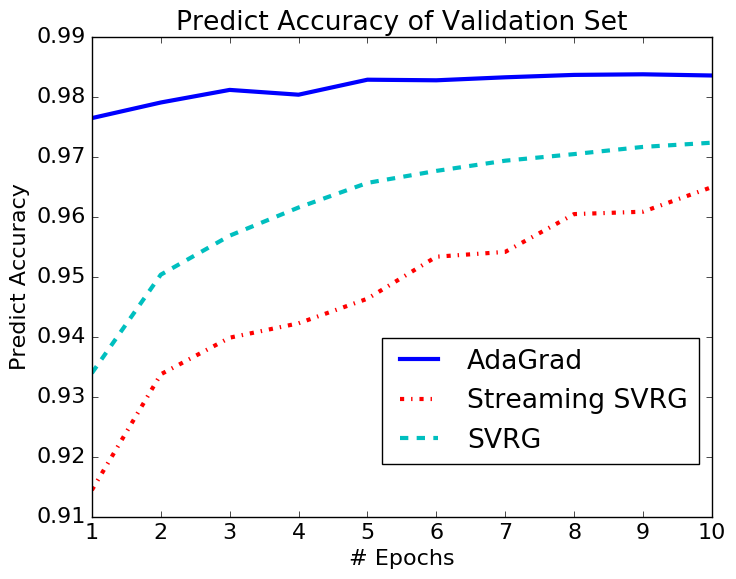 Predict Accuracy of Validation Set
0.99
0.98
0.97
0.96
0.95
0.94
0.93
0.92
0.91
Predict Accuracy
AdaGrad
Streaming SVRG
SVRG
1 2 3 4 5 6 7 8 9 10
# Epochs